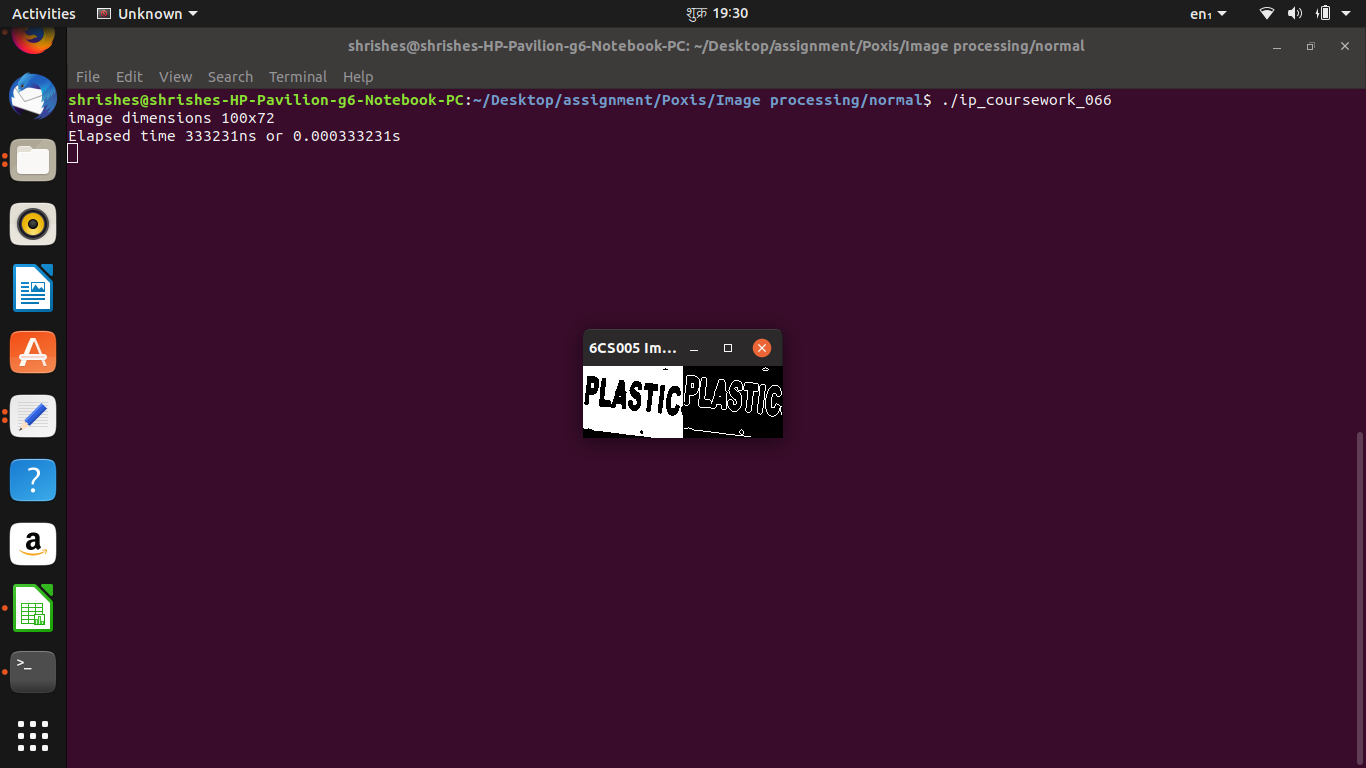 Activities Unknown शुक्र 19:30 en₁
shrishes@shrishes-HP-Pavilion-g6-Notebook-PC: ~/Desktop/assignment/Poxis/Image processing/normal
File Edit View Search Terminal Help
shrishes@shrishes-HP-Pavilion-g6-Notebook-PC:~/Desktop/assignment/Poxis/Image processing/normal$ ./ip_coursework_066
image dimensions 100x72
Elapsed time 333231ns or 0.000333231s
6CS005 Im...
PLASTIC PLASTIC
?
a
>_